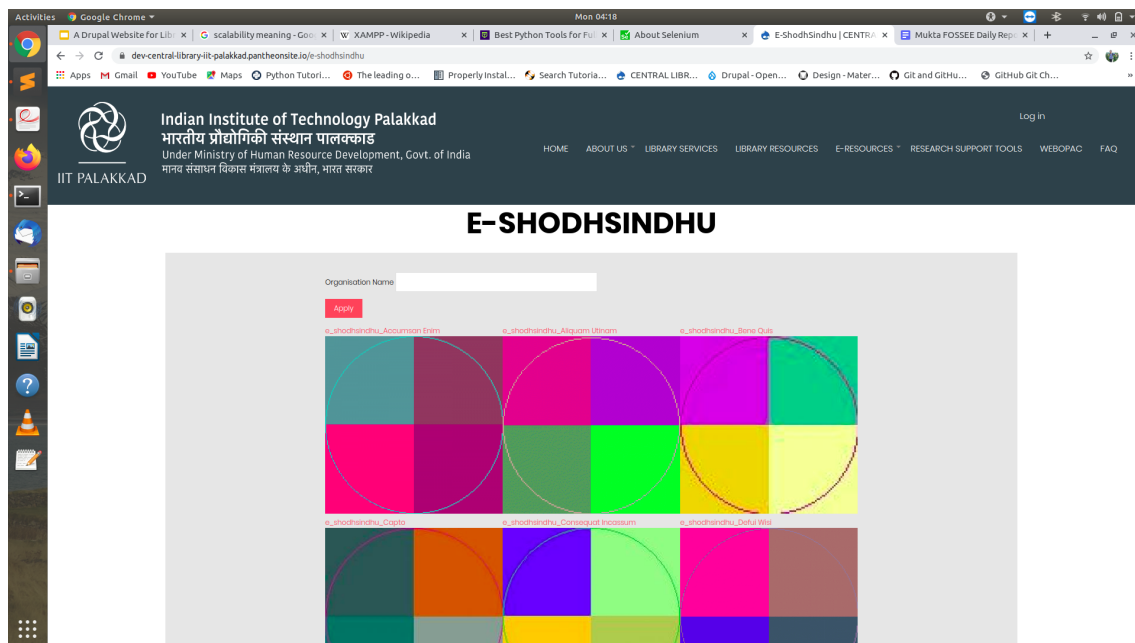 Activities Google Chrome Mon 04:18
A Drupal Website for Libr G scalability meaning - Goo W XAMPP - Wikipedia Best Python Tools for Ful About Selenium E-ShodhSindhu | CENTRA Mukta FOSSEE Daily Repo
dev-central-library-iit-palakkad.pantheonsite.io/e-shodhsindhu
Apps Gmail YouTube Maps Python Tutori... The leading o... Properly Instal... Search Tutoria... CENTRAL LIBR... Drupal - Open... Design - Mater... Git and GitHu... GitHub Git Ch... »
Log in
Indian Institute of Technology Palakkad
भारतीय प्रौद्योगिकी संस्थान पालक्काड
Under Ministry of Human Resource Development, Govt. of India
मानव संसाधन विकास मंत्रालय के अधीन, भारत सरकार
IIT PALAKKAD
HOME ABOUT US LIBRARY SERVICES LIBRARY RESOURCES E-RESOURCES RESEARCH SUPPORT TOOLS WEBOPAC FAQ
E-SHODHSINDHU
Organisation Name
Apply
e_shodhsindhu_Accumsan Enim e_shodhsindhu_Aliquam Utinam e_shodhsindhu_Bene Quis
e_shodhsindhu_Capto e_shodhsindhu_Consequat Incassum e_shodhsindhu_Defui Wisi